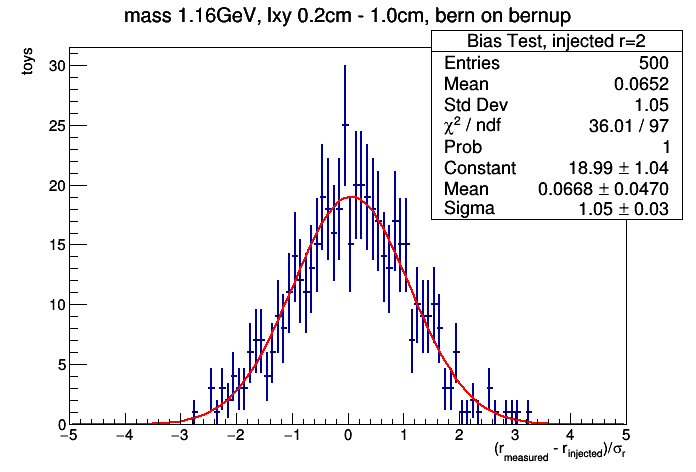 mass 1.16GeV, lxy 0.2cm - 1.0cm, bern on bernup
Bias Test, injected r=2
Entries 500
Mean 0.0652
Std Dev 1.05
χ² / ndf 36.01 / 97
Prob 1
Constant 18.99 ± 1.04
Mean 0.0668 ± 0.0470
Sigma 1.05 ± 0.03
toys
30
25
20
15
10
5
0
−5 −4 −3 −2 −1 0 1 2 3 4 5
(r_measured - r_injected)/σ_r